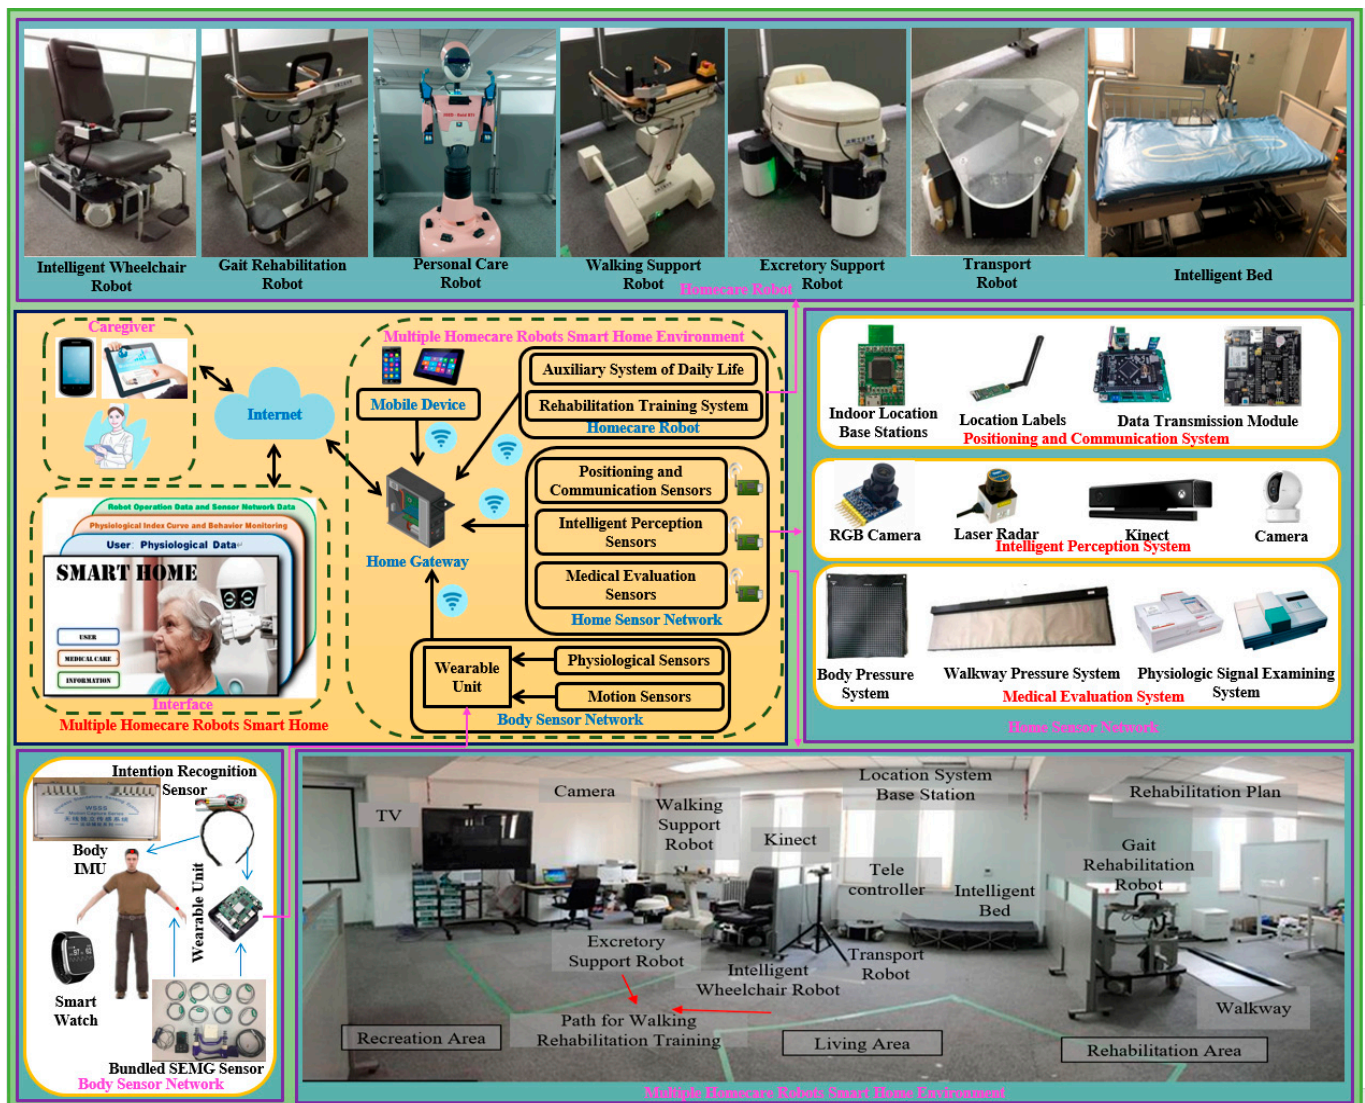 Intelligent Wheelchair
Robot
Gait Rehabilitation
Robot
Personal Care
Robot
Walking Support
Robot
Excretory Support
Robot
Transport
Robot
Intelligent Bed
Homecare Robot
Caregiver
Internet
Multiple Homecare Robots Smart Home Environment
Mobile Device
Auxiliary System of Daily Life
Rehabilitation Training System
Homecare Robot
Positioning and
Communication Sensors
Intelligent Perception
Sensors
Medical Evaluation
Sensors
Home Sensor Network
Home Gateway
Wearable
Unit
Physiological Sensors
Motion Sensors
Body Sensor Network
Robot Operation Data and Sensor Network Data
Physiological Index Curve and Behavior Monitoring
User: Physiological Data
SMART HOME
USER
MEDICAL CARE
INFORMATION
Interface
Multiple Homecare Robots Smart Home
Indoor Location
Base Stations
Location Labels
Data Transmission Module
Positioning and Communication System
RGB Camera
Laser Radar
Kinect
Camera
Intelligent Perception System
Body Pressure
System
Walkway Pressure System
Physiologic Signal Examining
System
Medical Evaluation System
Home Sensor Network
Intention Recognition
Sensor
WSSS
Body
IMU
Wearable Unit
Smart
Watch
Bundled SEMG Sensor
Body Sensor Network
TV
Camera
Walking
Support
Robot
Kinect
Location System
Base Station
Tele
controller
Intelligent
Bed
Rehabilitation Plan
Gait
Rehabilitation
Robot
Excretory
Support Robot
Intelligent
Wheelchair Robot
Transport
Robot
Walkway
Path for Walking
Rehabilitation Training
Recreation Area
Living Area
Rehabilitation Area
Multiple Homecare Robots Smart Home Environment